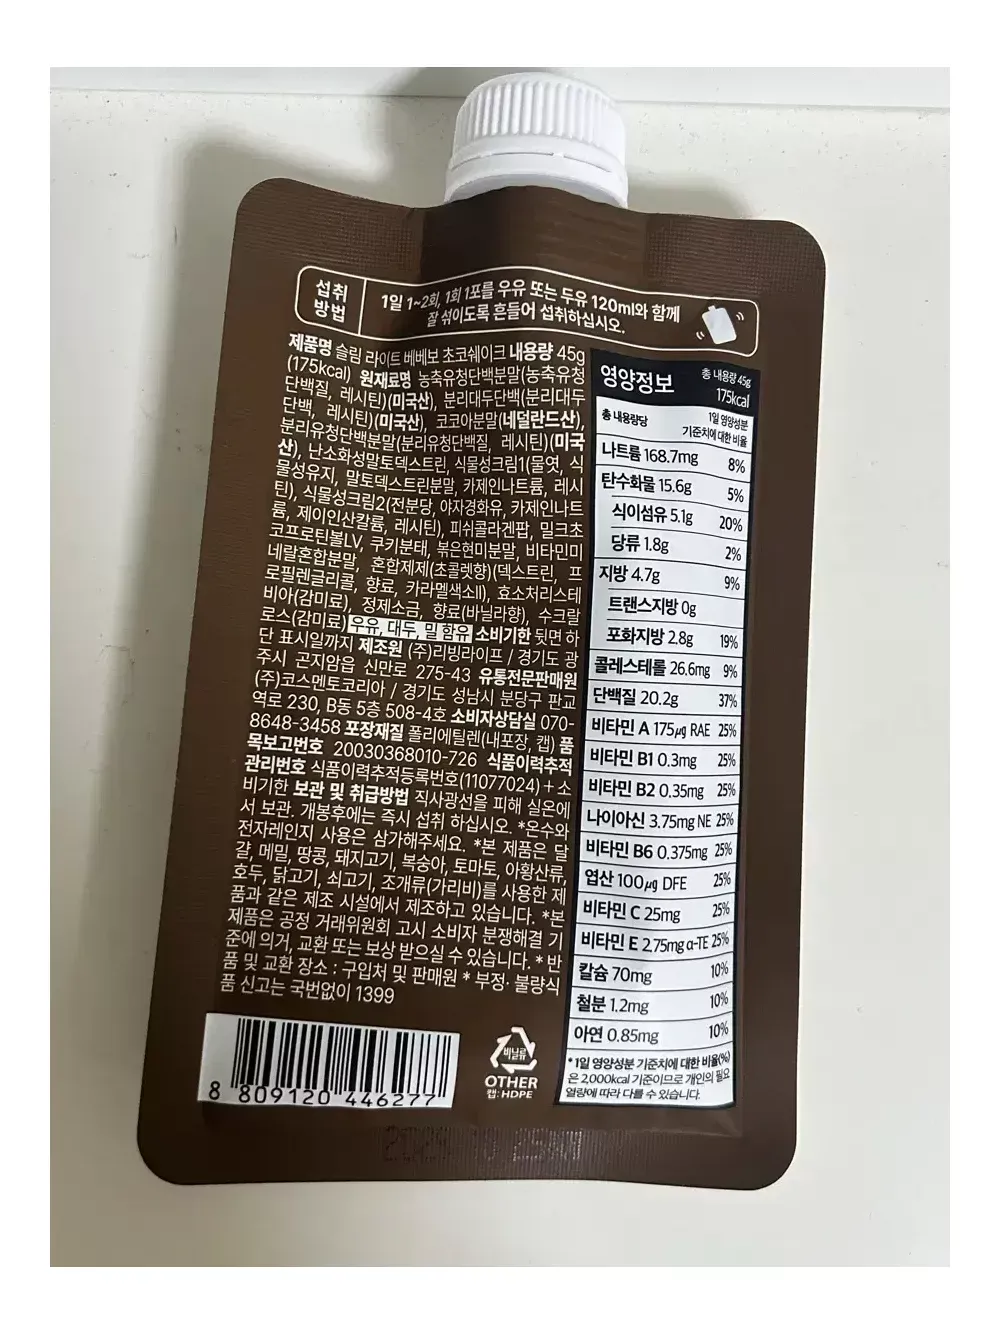 섭취
방법
1일 1~2회, 1회 1포를 우유 또는 두유 120ml와 함께
잘 섞이도록 흔들어 섭취하십시오.
제품명 슬림 라이트 베베보 초코쉐이크 내용량 45g
(175kcal) 원재료명 농축유청단백분말(농축유청
단백질, 레시틴)(미국산), 분리대두단백(분리대두
단백, 레시틴)(미국산), 코코아분말(네덜란드산),
분리유청단백분말(분리유청단백질, 레시틴)(미국
산), 난소화성말토덱스트린, 식물성크림1(물엿, 식
물성유지, 말토덱스트린분말, 카제인나트륨, 레시
틴), 식물성크림2(전분당, 야자경화유, 카제인나트
륨, 제이인산칼륨, 레시틴), 피쉬콜라겐팝, 밀크초
코프로틴볼LV, 쿠키분태, 볶은현미분말, 비타민미
네랄혼합분말, 혼합제제(초콜렛향)(덱스트린, 프
로필렌글리콜, 향료, 카라멜색소II), 효소처리스테
비아(감미료), 정제소금, 향료(바닐라향), 수크랄
로스(감미료) 우유, 대두, 밀 함유 소비기한 뒷면 하
단 표시일까지 제조원 (주)리빙라이프 / 경기도 광
주시 곤지암읍 신만로 275-43 유통전문판매원
(주)코스멘토코리아 / 경기도 성남시 분당구 판교
역로 230, B동 5층 508-4호 소비자상담실 070-
8648-3458 포장재질 폴리에틸렌(내포장, 캡) 품
목보고번호 20030368010-726 식품이력추적
관리번호 식품이력추적등록번호(11077024)+소
비기한 보관 및 취급방법 직사광선을 피해 실온에
서 보관. 개봉후에는 즉시 섭취 하십시오. *온수와
전자레인지 사용은 삼가해주세요. *본 제품은 달
걀, 메밀, 땅콩, 돼지고기, 복숭아, 토마토, 아황산류,
호두, 닭고기, 쇠고기, 조개류(가리비)를 사용한 제
품과 같은 제조 시설에서 제조하고 있습니다. *본
제품은 공정 거래위원회 고시 소비자 분쟁해결 기
준에 의거, 교환 또는 보상 받으실 수 있습니다. * 반
품 및 교환 장소 : 구입처 및 판매원 * 부정· 불량식
품 신고는 국번없이 1399
영양정보
총 내용량 45g
175kcal
총 내용량당
1일 영양성분
기준치에 대한 비율
나트륨 168.7mg 8%
탄수화물 15.6g 5%
식이섬유 5.1g 20%
당류 1.8g 2%
지방 4.7g 9%
트랜스지방 0g
포화지방 2.8g 19%
콜레스테롤 26.6mg 9%
단백질 20.2g 37%
비타민 A 175㎍ RAE 25%
비타민 B1 0.3mg 25%
비타민 B2 0.35mg 25%
나이아신 3.75mg NE 25%
비타민 B6 0.375mg 25%
엽산 100㎍ DFE 25%
비타민 C 25mg 25%
비타민 E 2.75mg α-TE 25%
칼슘 70mg 10%
철분 1.2mg 10%
아연 0.85mg 10%
*1일 영양성분 기준치에 대한 비율(%)
은 2,000kcal 기준이므로 개인의 필요
열량에 따라 다를 수 있습니다.
8 809120 446277
비닐류
OTHER
캡: HDPE